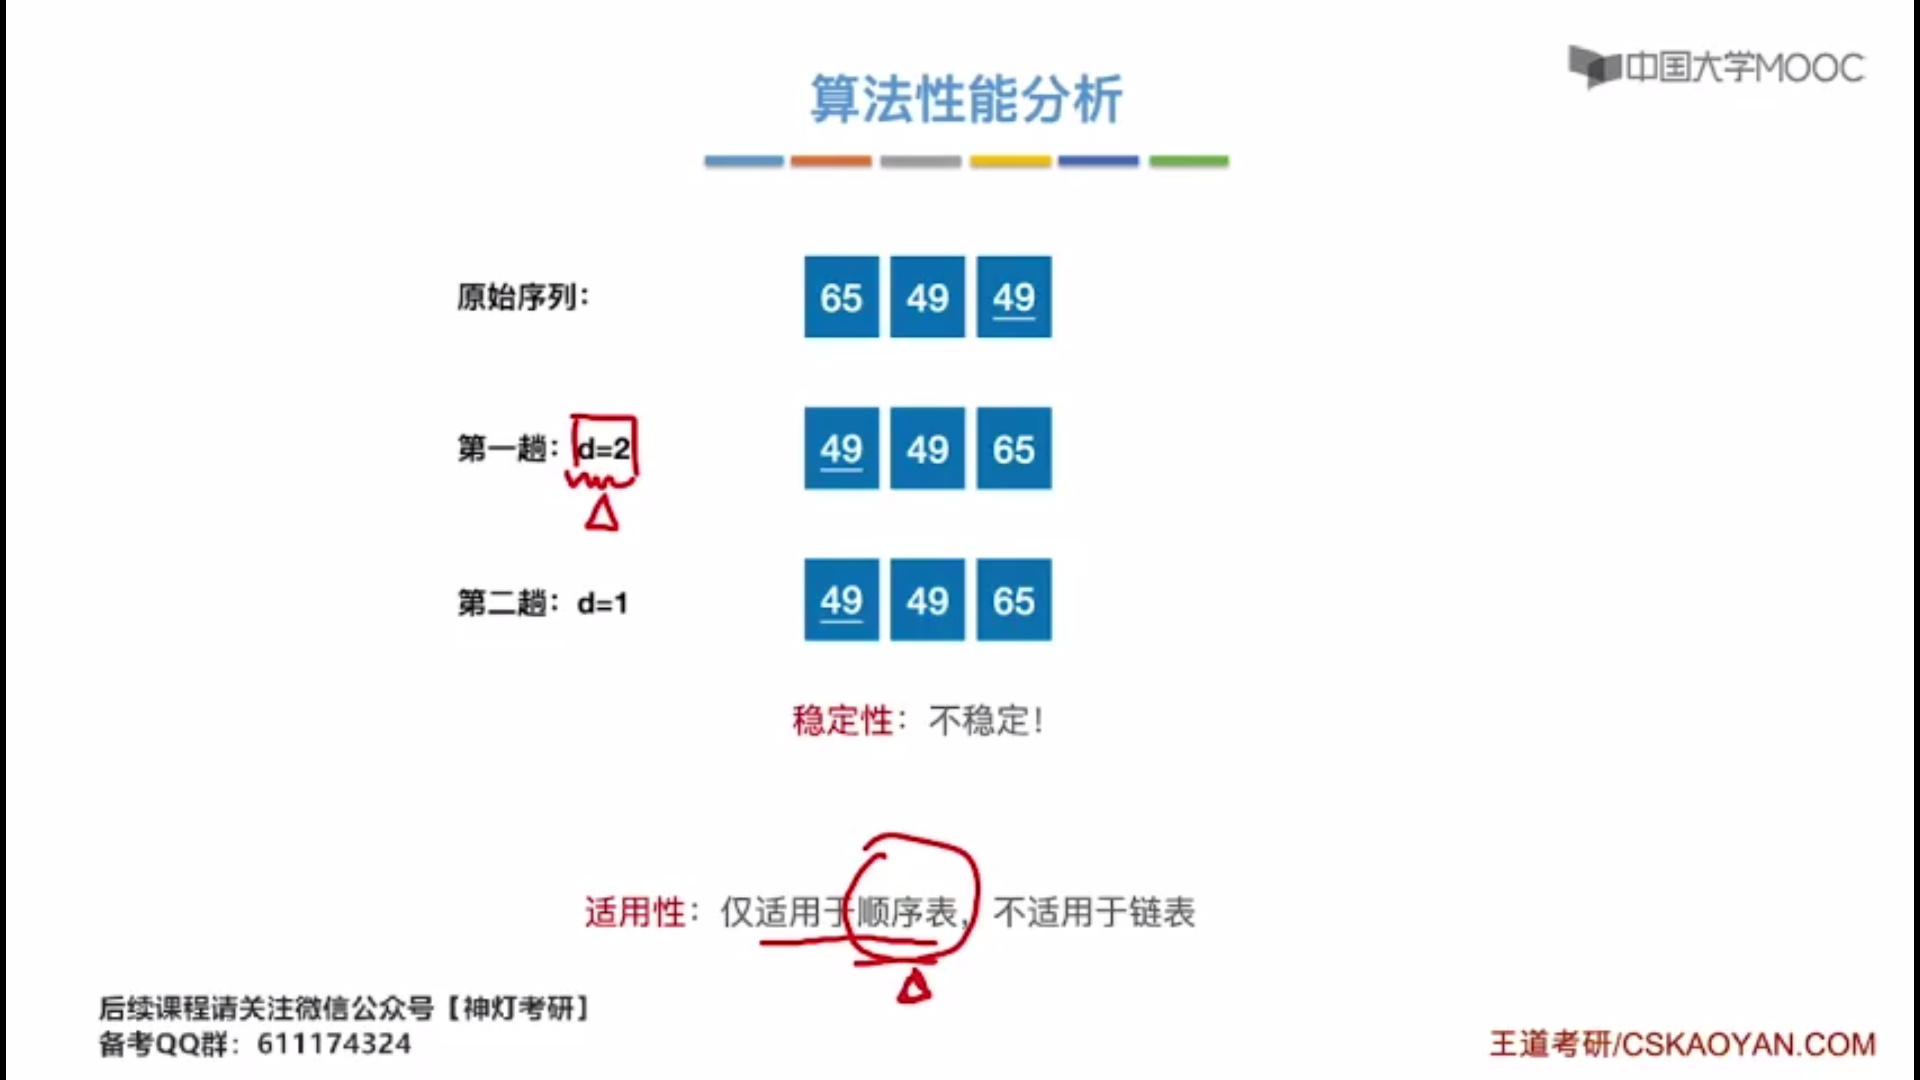 中国大学MOOC
算法性能分析
原始序列： 65 49 49
第一趟：d=2 49 49 65
第二趟：d=1 49 49 65
稳定性：不稳定！
适用性：仅适用于顺序表，不适用于链表
后续课程请关注微信公众号【神灯考研】
备考QQ群：611174324
王道考研/CSKAOYAN.COM